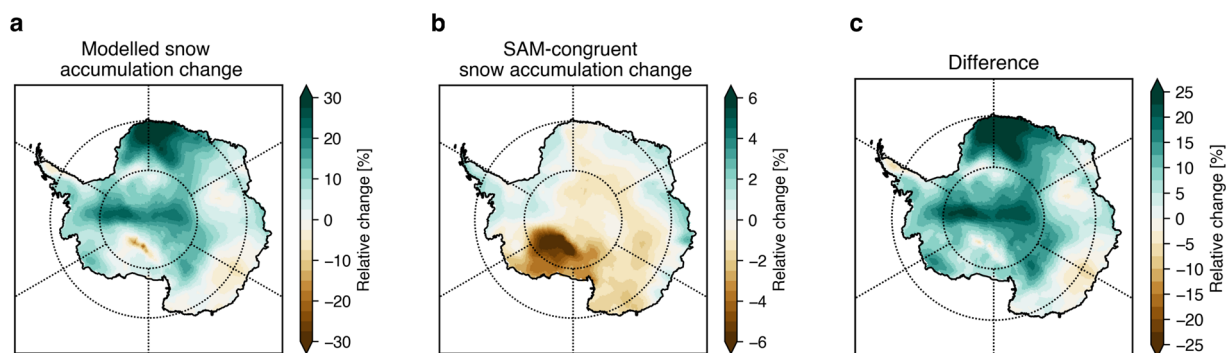 a
Modelled snow
accumulation change
30
20
10
0
−10
−20
−30
Relative change [%]
b
SAM-congruent
snow accumulation change
6
4
2
0
−2
−4
−6
Relative change [%]
c
Difference
25
20
15
10
5
0
−5
−10
−15
−20
−25
Relative change [%]